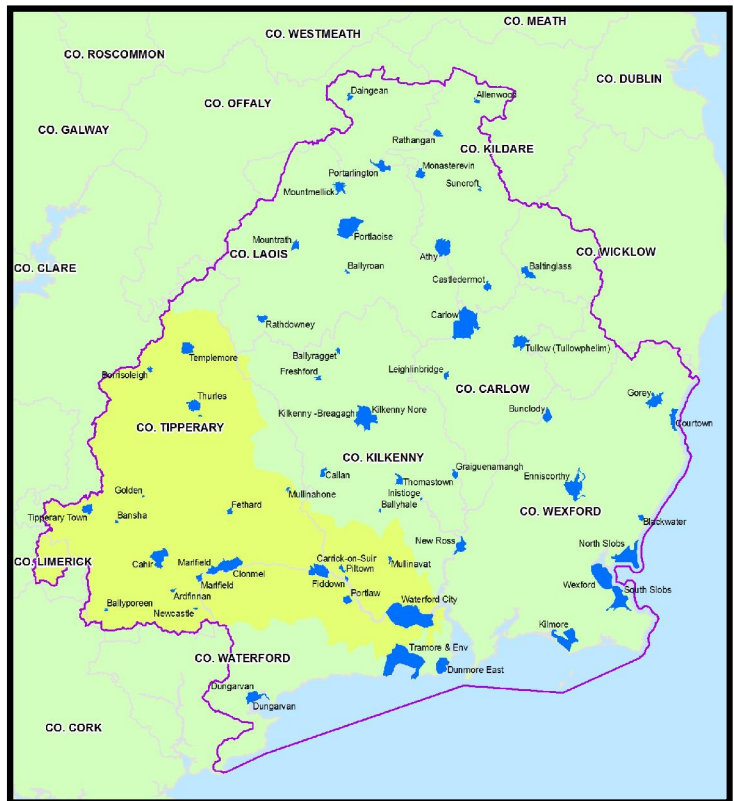 CO. MEATH
CO. WESTMEATH
CO. ROSCOMMON
CO. DUBLIN
Daingean
Allenwood
CO. OFFALY
CO. GALWAY
Rathangan
CO. KILDARE
Portarlington
Monasterevin
Suncroft
Mountmellick
Portlaoise
Mountrath
CO. LAOIS
Athy
CO. WICKLOW
CO. CLARE
Ballyroan
Baltinglass
Castledermot
Carlow
Rathdowney
Templemore
Ballyragget
Tullow (Tullowphelim)
Borrisoleigh
Freshford
Leighlinbridge
CO. CARLOW
Thurles
Gorey
Kilkenny -Breagagh
Kilkenny Nore
Bunclody
Courtown
CO. TIPPERARY
CO. KILKENNY
Callan
Graiguenamangh
Thomastown
Enniscorthy
Golden
Mullinahone
Inistioge
Fethard
Ballyhale
CO. WEXFORD
Tipperary Town
Bansha
Blackwater
New Ross
North Slobs
CO. LIMERICK
Cahir
Marlfield
Clonmel
Carrick-on-Suir
Piltown
Mullinavat
Marlfield
Fiddown
Wexford
South Slobs
Ardfinnan
Portlaw
Ballyporeen
Newcastle
Waterford City
Kilmore
Tramore & Env
CO. WATERFORD
Dunmore East
Dungarvan
Dungarvan
CO. CORK